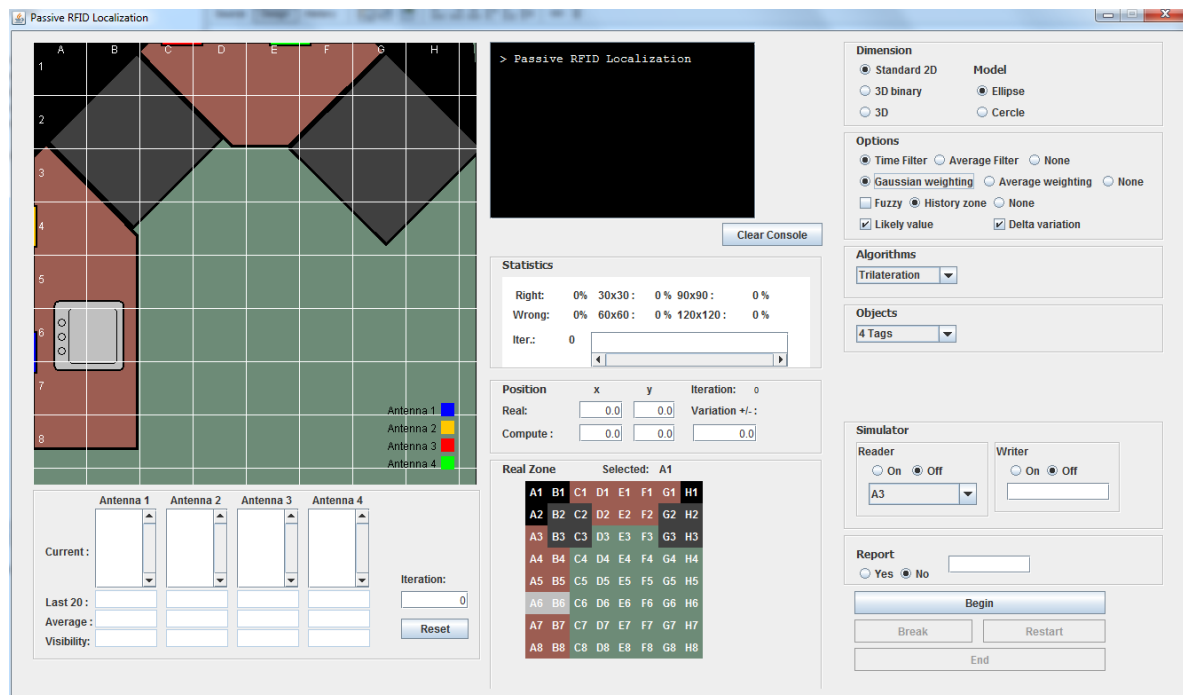 Passive RFID Localization
A B C D E F G H
1
2
3
4
5
6
7
8
Antenna 1
Antenna 2
Antenna 3
Antenna 4
Antenna 1 Antenna 2 Antenna 3 Antenna 4
Current :
Last 20 :
Average :
Visibility:
Iteration:
0
Reset
> Passive RFID Localization
Clear Console
Statistics
Right: 0% 30x30 : 0 % 90x90 : 0 %
Wrong: 0% 60x60 : 0 % 120x120 : 0 %
Iter.: 0
Position x y Iteration: 0
Real: 0.0 0.0 Variation +/- :
Compute : 0.0 0.0 0.0
Real Zone Selected: A1
A1 B1 C1 D1 E1 F1 G1 H1
A2 B2 C2 D2 E2 F2 G2 H2
A3 B3 C3 D3 E3 F3 G3 H3
A4 B4 C4 D4 E4 F4 G4 H4
A5 B5 C5 D5 E5 F5 G5 H5
A6 B6 C6 D6 E6 F6 G6 H6
A7 B7 C7 D7 E7 F7 G7 H7
A8 B8 C8 D8 E8 F8 G8 H8
Dimension
Standard 2D Model
3D binary Ellipse
3D Cercle
Options
Time Filter Average Filter None
Gaussian weighting Average weighting None
Fuzzy History zone None
Likely value Delta variation
Algorithms
Trilateration
Objects
4 Tags
Simulator
Reader Writer
On Off On Off
A3
Report
Yes No
Begin
Break Restart
End